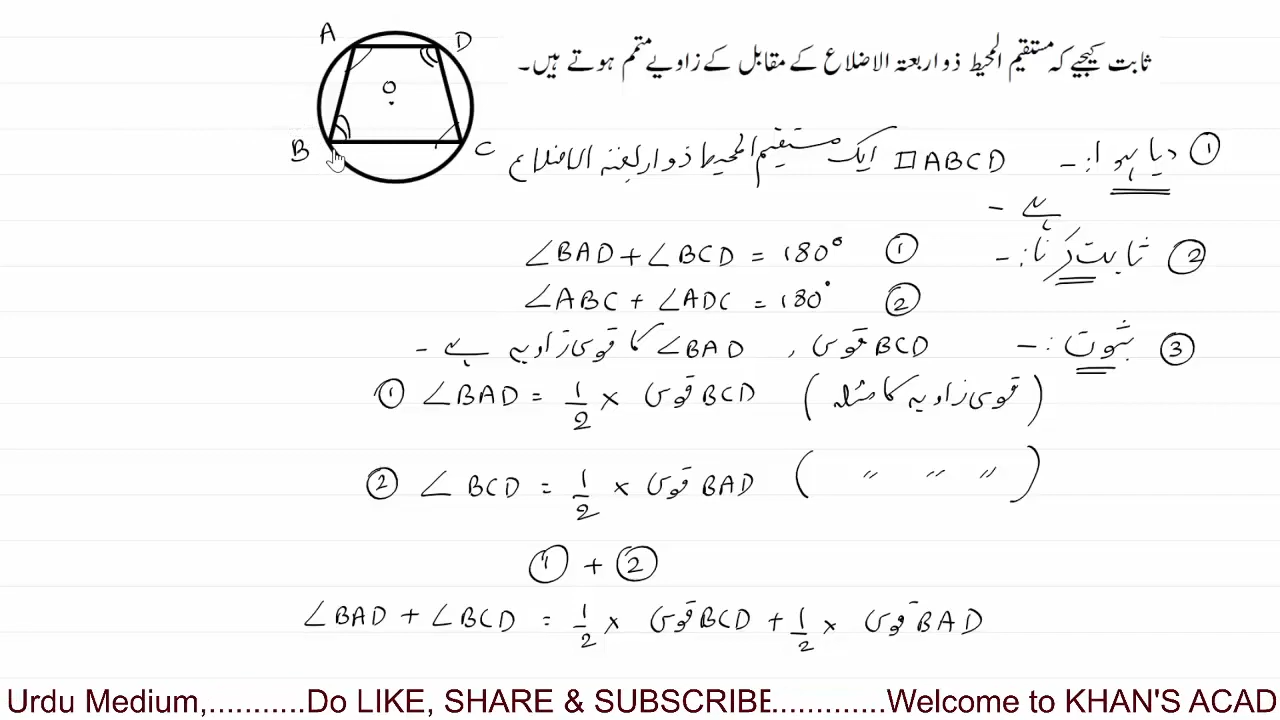 ثابت کیجیے کہ مستقیم المحیط ذواربعتہ الاضلاع کے مقابل کے زاویے متمم ہوتے ہیں۔
A D
O
B C
① دیا ہوا :- □ABCD ایک مستقیم المحیط ذواربعتہ الاضلاع
ہے -
② ثابت کرنا :- ∠BAD + ∠BCD = 180° ①
∠ABC + ∠ADC = 180° ②
③ ثبوت :- قوس BCD ، ∠BAD کا قوسی زاویہ ہے -
① ∠BAD = 1/2 × قوس BCD (قوسی زاویہ کا مسئلہ)
② ∠BCD = 1/2 × قوس BAD ( " " " )
① + ②
∠BAD + ∠BCD = 1/2 × قوس BCD + 1/2 × قوس BAD
Urdu Medium,...........Do LIKE, SHARE & SUBSCRIBE.............Welcome to KHAN'S ACAD